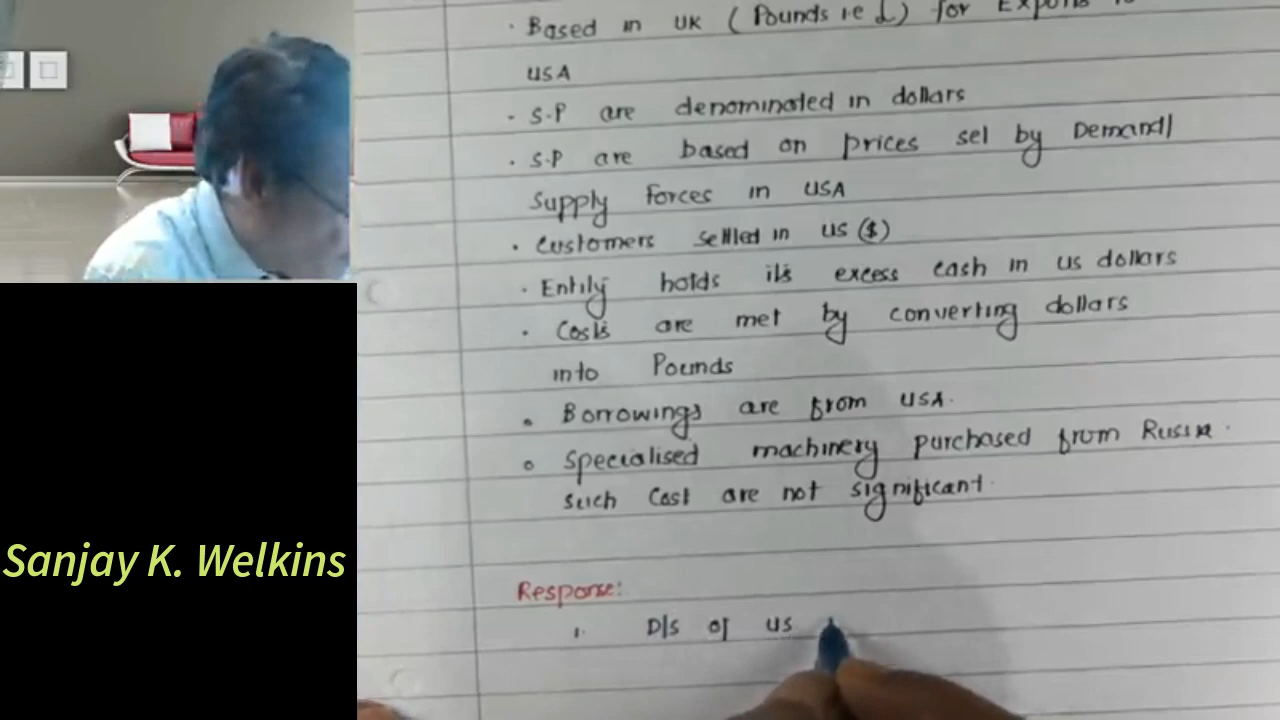 · Based in UK ( Pounds i.e £) for Exports to
USA
· S.P are denominated in dollars
· S.P are based on prices set by Demand/
supply forces in USA
· Customers settled in US ($)
· Entity holds its excess cash in US dollars
· Costs are met by converting dollars
into Pounds
• Borrowings are from USA.
• Specialised machinery purchased from Russia.
such cost are not significant.
Response:
1. D/s of US
Sanjay K. Welkins